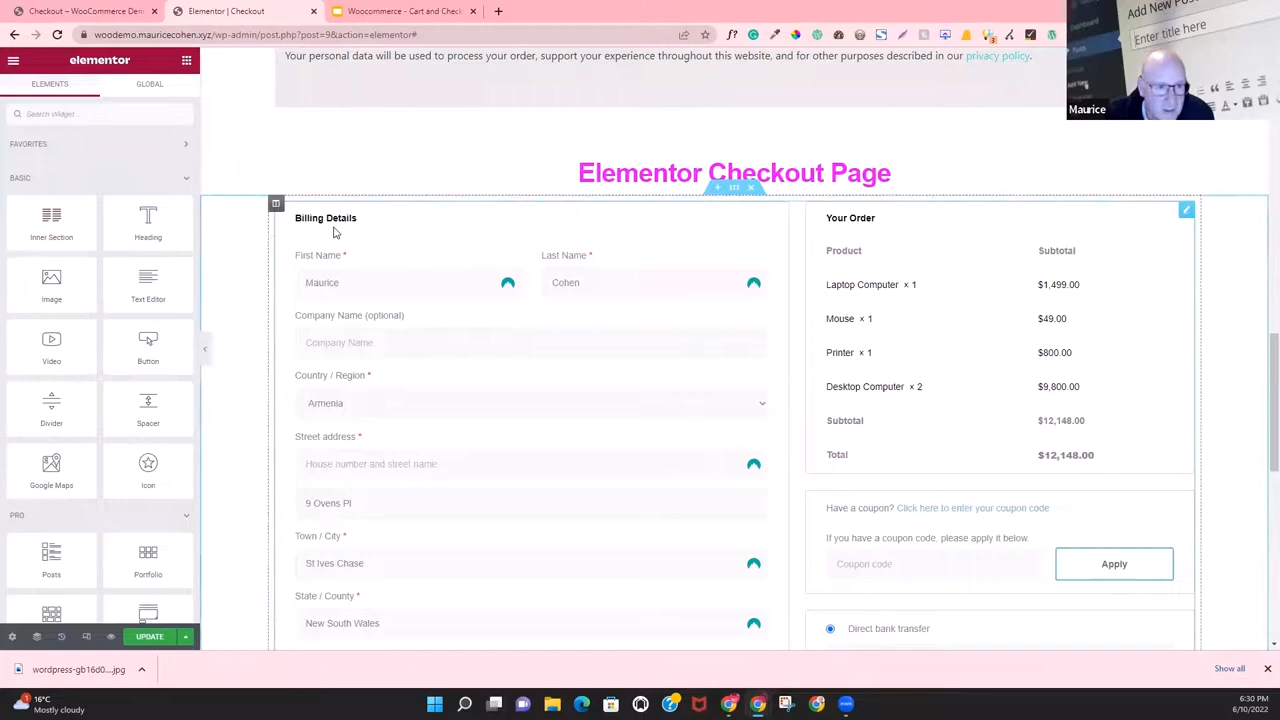 Checkout – WooCommerce Dem
Elementor | Checkout
Woocommerce - Cart and Check
woodemo.mauricecohen.xyz/wp-admin/post.php?post=9&action=elementor#
elementor
ELEMENTS
GLOBAL
Search Widget...
FAVORITES
BASIC
Inner Section
Heading
Image
Text Editor
Video
Button
Divider
Spacer
Google Maps
Icon
PRO
Posts
Portfolio
UPDATE
Your personal data will be used to process your order, support your experience throughout this website, and for other purposes described in our privacy policy.
Elementor Checkout Page
Billing Details
First Name *
Last Name *
Maurice
Cohen
Company Name (optional)
Company Name
Country / Region *
Armenia
Street address *
House number and street name
9 Ovens Pl
Town / City *
St Ives Chase
State / County *
New South Wales
Your Order
Product Subtotal
Laptop Computer × 1 $1,499.00
Mouse × 1 $49.00
Printer × 1 $800.00
Desktop Computer × 2 $9,800.00
Subtotal $12,148.00
Total $12,148.00
Have a coupon? Click here to enter your coupon code
If you have a coupon code, please apply it below.
Coupon code
Apply
Direct bank transfer
Dashboard
Posts
Add New
Add New Pos
Enter title here
Maurice
wordpress-gb16d0....jpg
Show all
16°C
Mostly cloudy
6:30 PM
6/10/2022